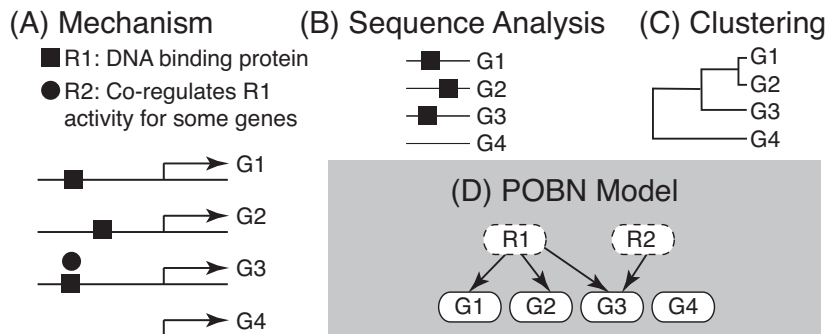 (A) Mechanism
R1: DNA binding protein
R2: Co-regulates R1
activity for some genes
G1
G2
G3
G4
(B) Sequence Analysis
G1
G2
G3
G4
(C) Clustering
G1
G2
G3
G4
(D) POBN Model
R1 R2
G1 G2 G3 G4